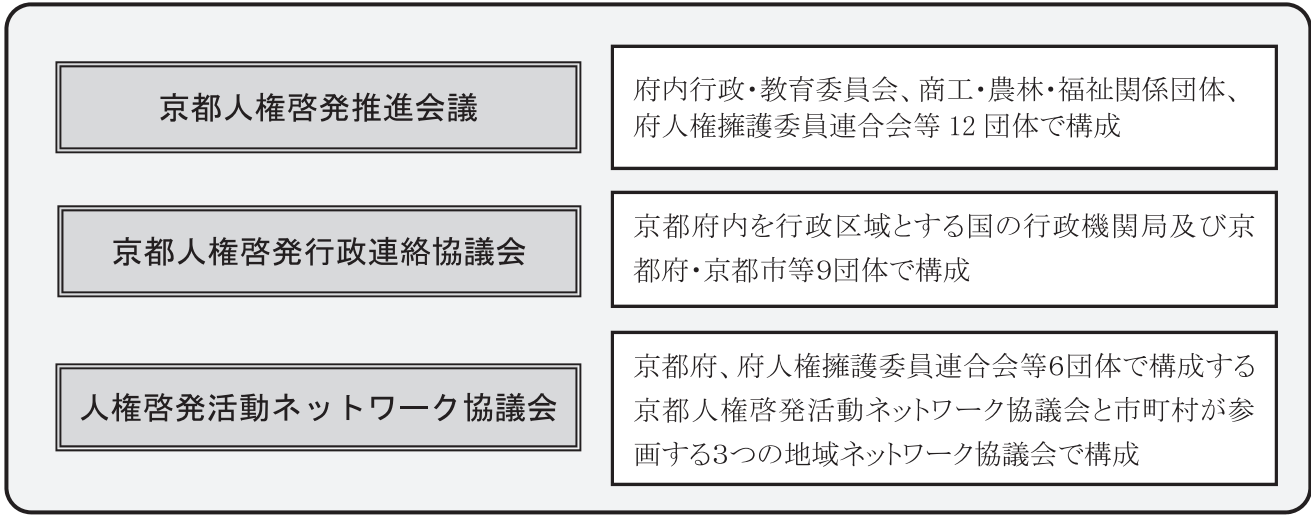 京都人権啓発推進会議
府内行政・教育委員会、商工・農林・福祉関係団体、
府人権擁護委員連合会等 12 団体で構成
京都人権啓発行政連絡協議会
京都府内を行政区域とする国の行政機関局及び京
都府・京都市等9団体で構成
人権啓発活動ネットワーク協議会
京都府、府人権擁護委員連合会等6団体で構成する
京都人権啓発活動ネットワーク協議会と市町村が参
画する3つの地域ネットワーク協議会で構成